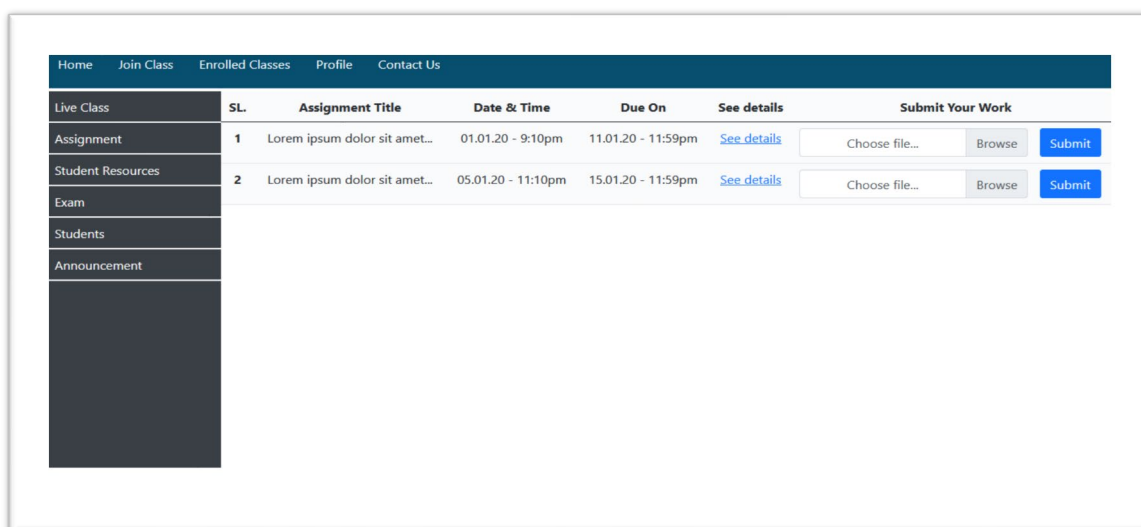 Home Join Class Enrolled Classes Profile Contact Us
Live Class
Assignment
Student Resources
Exam
Students
Announcement
SL. Assignment Title Date & Time Due On See details Submit Your Work
1 Lorem ipsum dolor sit amet... 01.01.20 - 9:10pm 11.01.20 - 11:59pm See details Choose file... Browse Submit
2 Lorem ipsum dolor sit amet... 05.01.20 - 11:10pm 15.01.20 - 11:59pm See details Choose file... Browse Submit